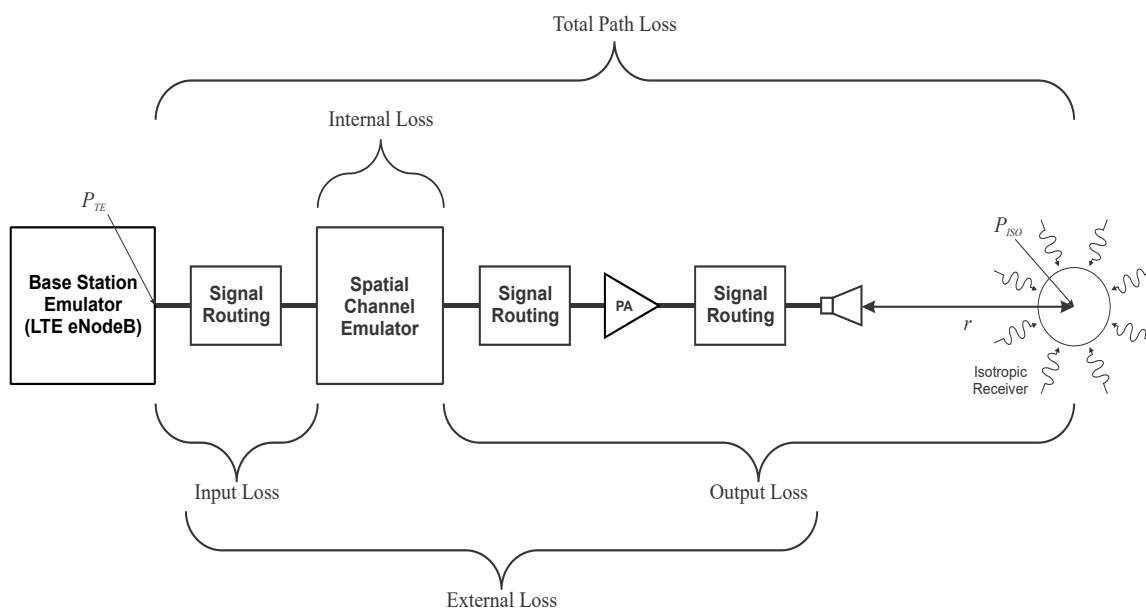 Total Path Loss
Internal Loss
P_TE
P_ISO
Base Station
Emulator
(LTE eNodeB)
Signal
Routing
Spatial
Channel
Emulator
Signal
Routing
PA
Signal
Routing
r
Isotropic
Receiver
Input Loss
Output Loss
External Loss